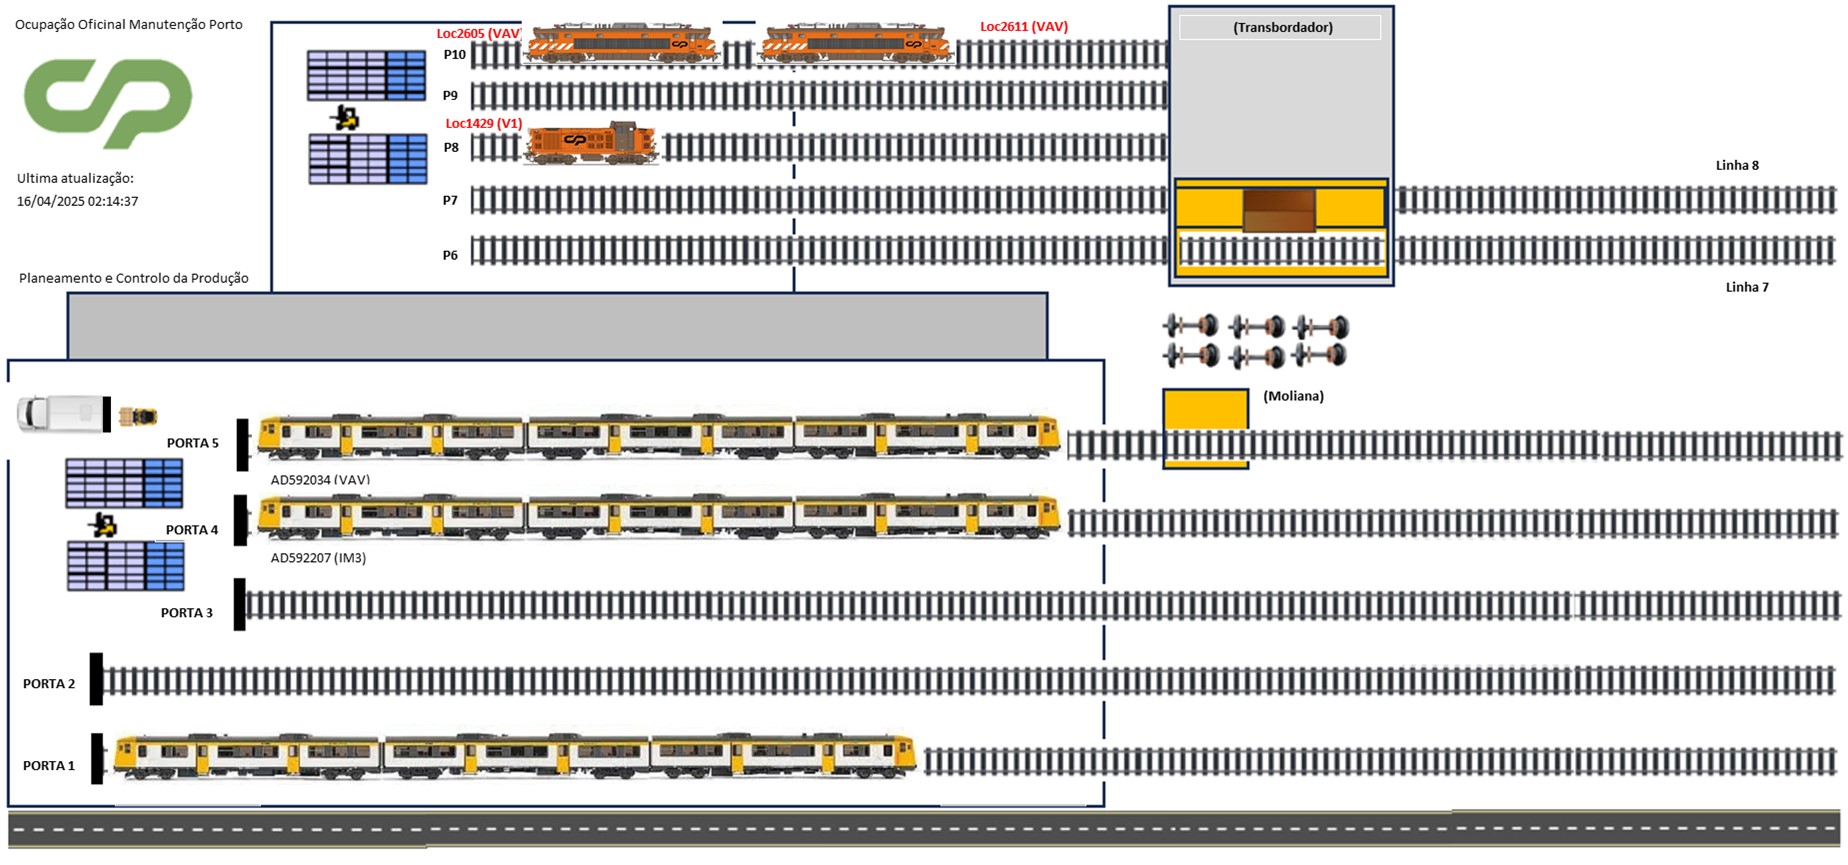 Ocupação Oficinal Manutenção Porto
Ultima atualização:
16/04/2025 02:14:37
Planeamento e Controlo da Produção
Loc2605 (VAV)
Loc2611 (VAV)
P10
P9
Loc1429 (V1)
P8
P7
P6
(Transbordador)
Linha 8
Linha 7
(Moliana)
PORTA 5
AD592034 (VAV)
PORTA 4
AD592207 (IM3)
PORTA 3
PORTA 2
PORTA 1